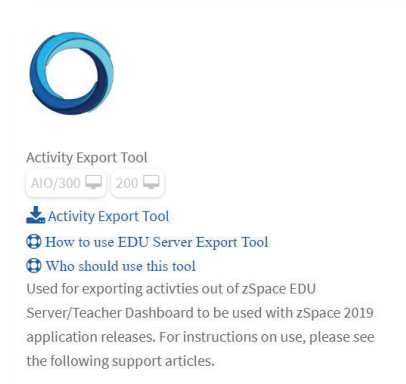 Activity Export Tool
AIO/300 200
Activity Export Tool
How to use EDU Server Export Tool
Who should use this tool
Used for exporting activties out of zSpace EDU
Server/Teacher Dashboard to be used with zSpace 2019
application releases. For instructions on use, please see
the following support articles.